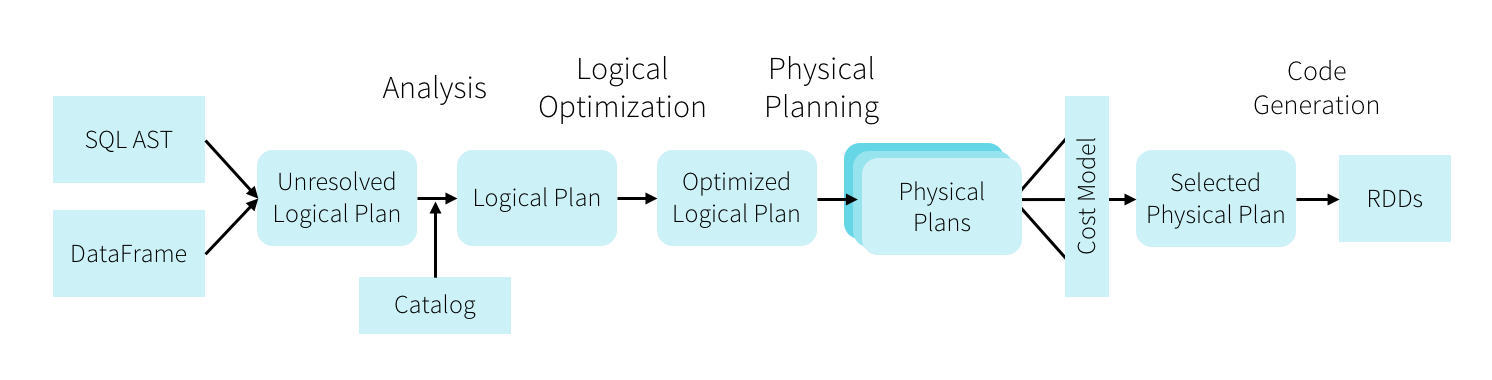 Analysis
Logical
Optimization
Physical
Planning
Code
Generation
SQL AST
DataFrame
Unresolved
Logical Plan
Catalog
Logical Plan
Optimized
Logical Plan
Physical
Plans
Cost Model
Selected
Physical Plan
RDDs